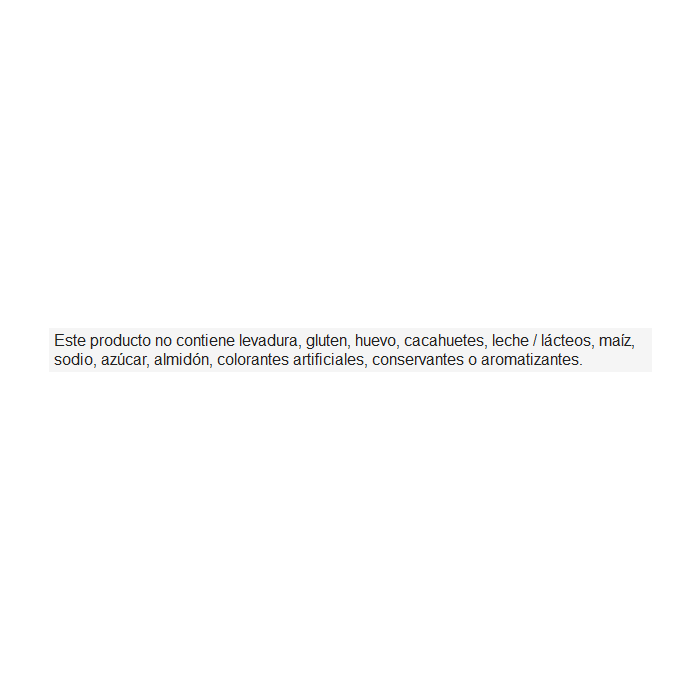 Este producto no contiene levadura, gluten, huevo, cacahuetes, leche / lácteos, maíz,
sodio, azúcar, almidón, colorantes artificiales, conservantes o aromatizantes.